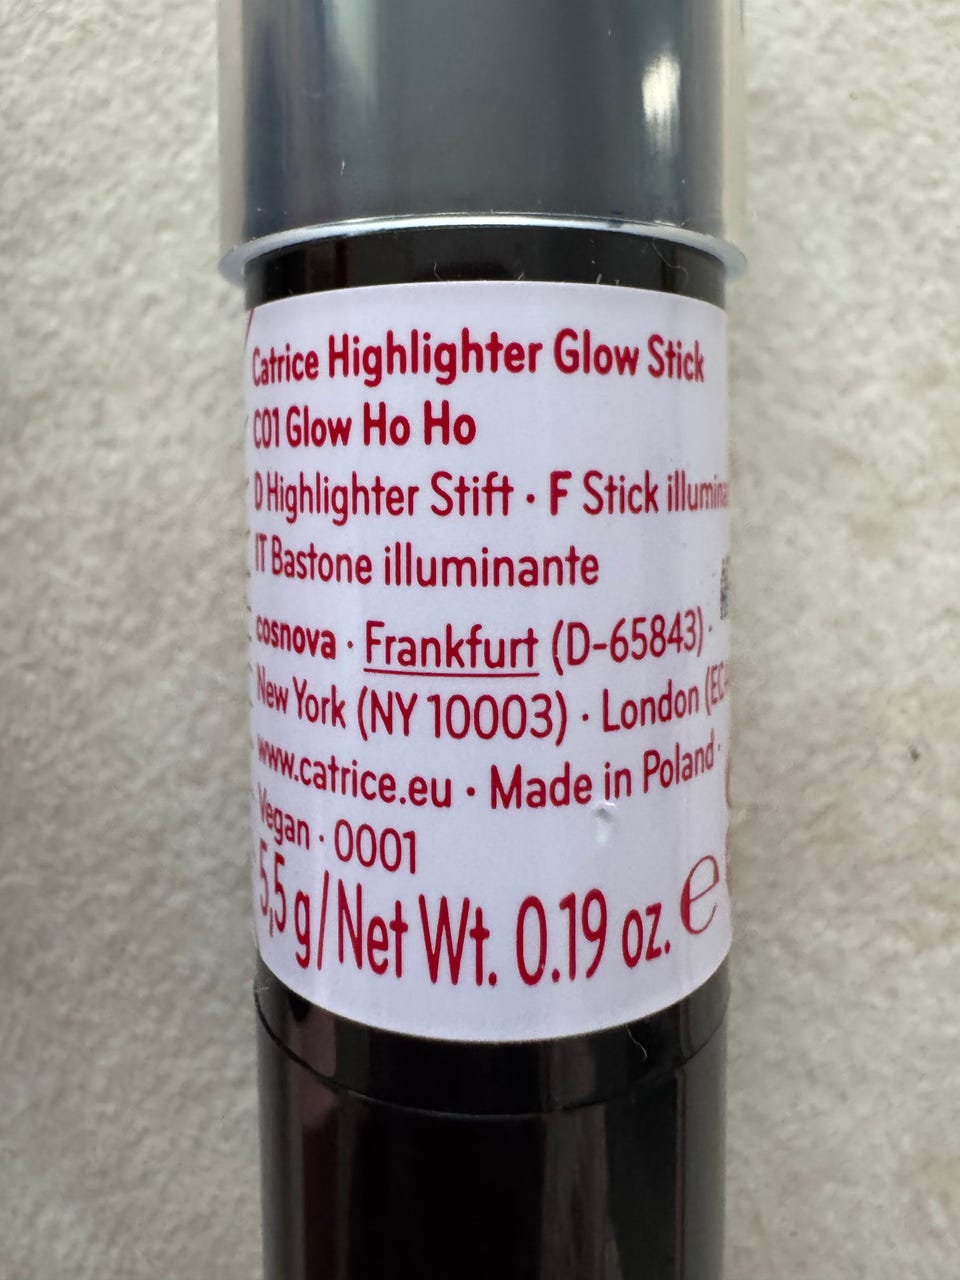 Catrice Highlighter Glow Stick
C01 Glow Ho Ho
D Highlighter Stift · F Stick
IT Bastone illuminante
cosnova · Frankfurt (D-65843) ·
New York (NY 10003) · London
www.catrice.eu · Made in Poland ·
Vegan · 0001
5,5 g/Net Wt. 0.19 oz. ℮